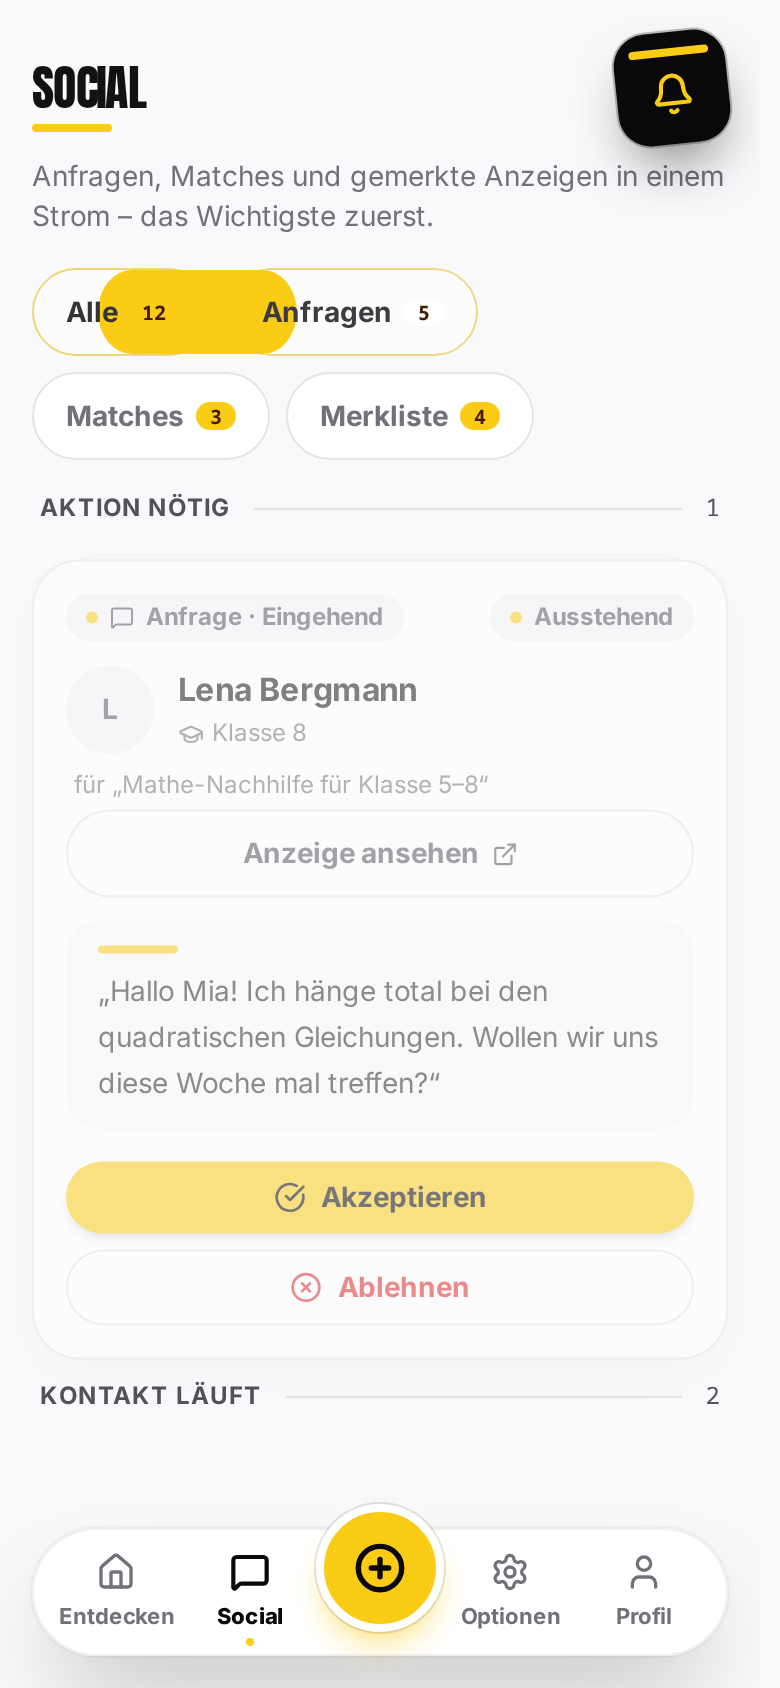 SOCIAL
Anfragen, Matches und gemerkte Anzeigen in einem
Strom – das Wichtigste zuerst.
Alle 12
Anfragen 5
Matches 3
Merkliste 4
AKTION NÖTIG 1
Anfrage · Eingehend
Ausstehend
L
Lena Bergmann
Klasse 8
für „Mathe-Nachhilfe für Klasse 5–8“
Anzeige ansehen
„Hallo Mia! Ich hänge total bei den
quadratischen Gleichungen. Wollen wir uns
diese Woche mal treffen?“
Akzeptieren
Ablehnen
KONTAKT LÄUFT 2
Entdecken
Social
Optionen
Profil